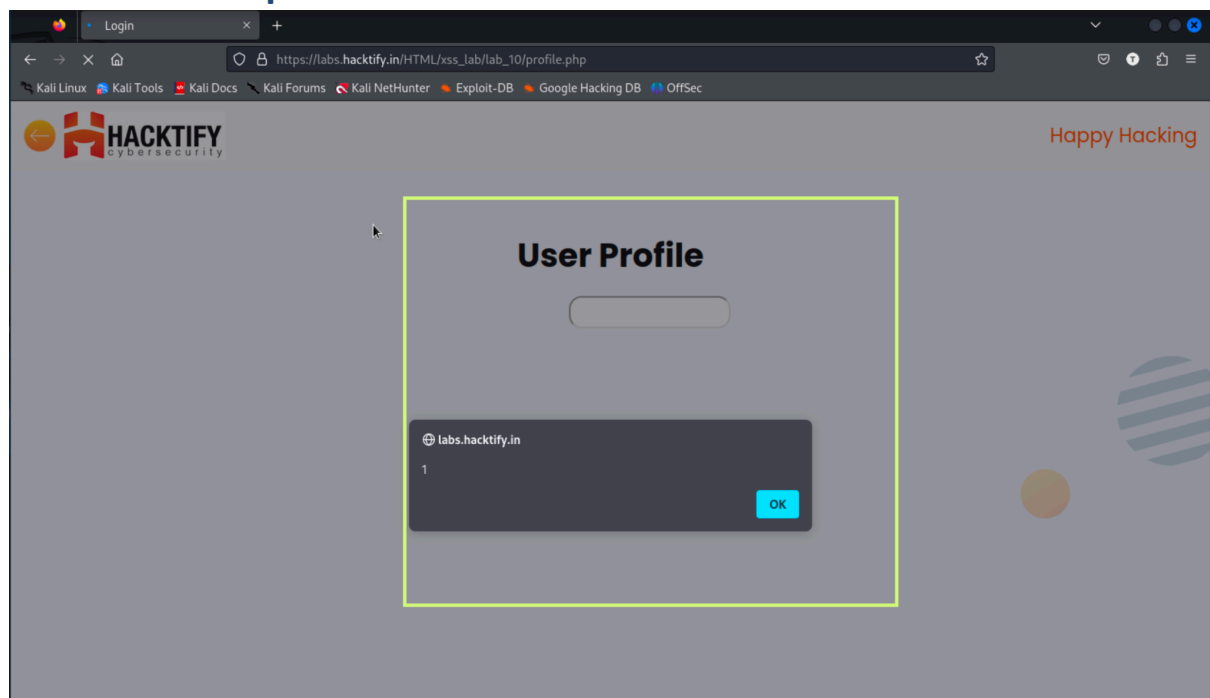 Login
https://labs.hacktify.in/HTML/xss_lab/lab_10/profile.php
Kali Linux Kali Tools Kali Docs Kali Forums Kali NetHunter Exploit-DB Google Hacking DB OffSec
HACKTIFY
cybersecurity
Happy Hacking
User Profile
labs.hacktify.in
1
OK